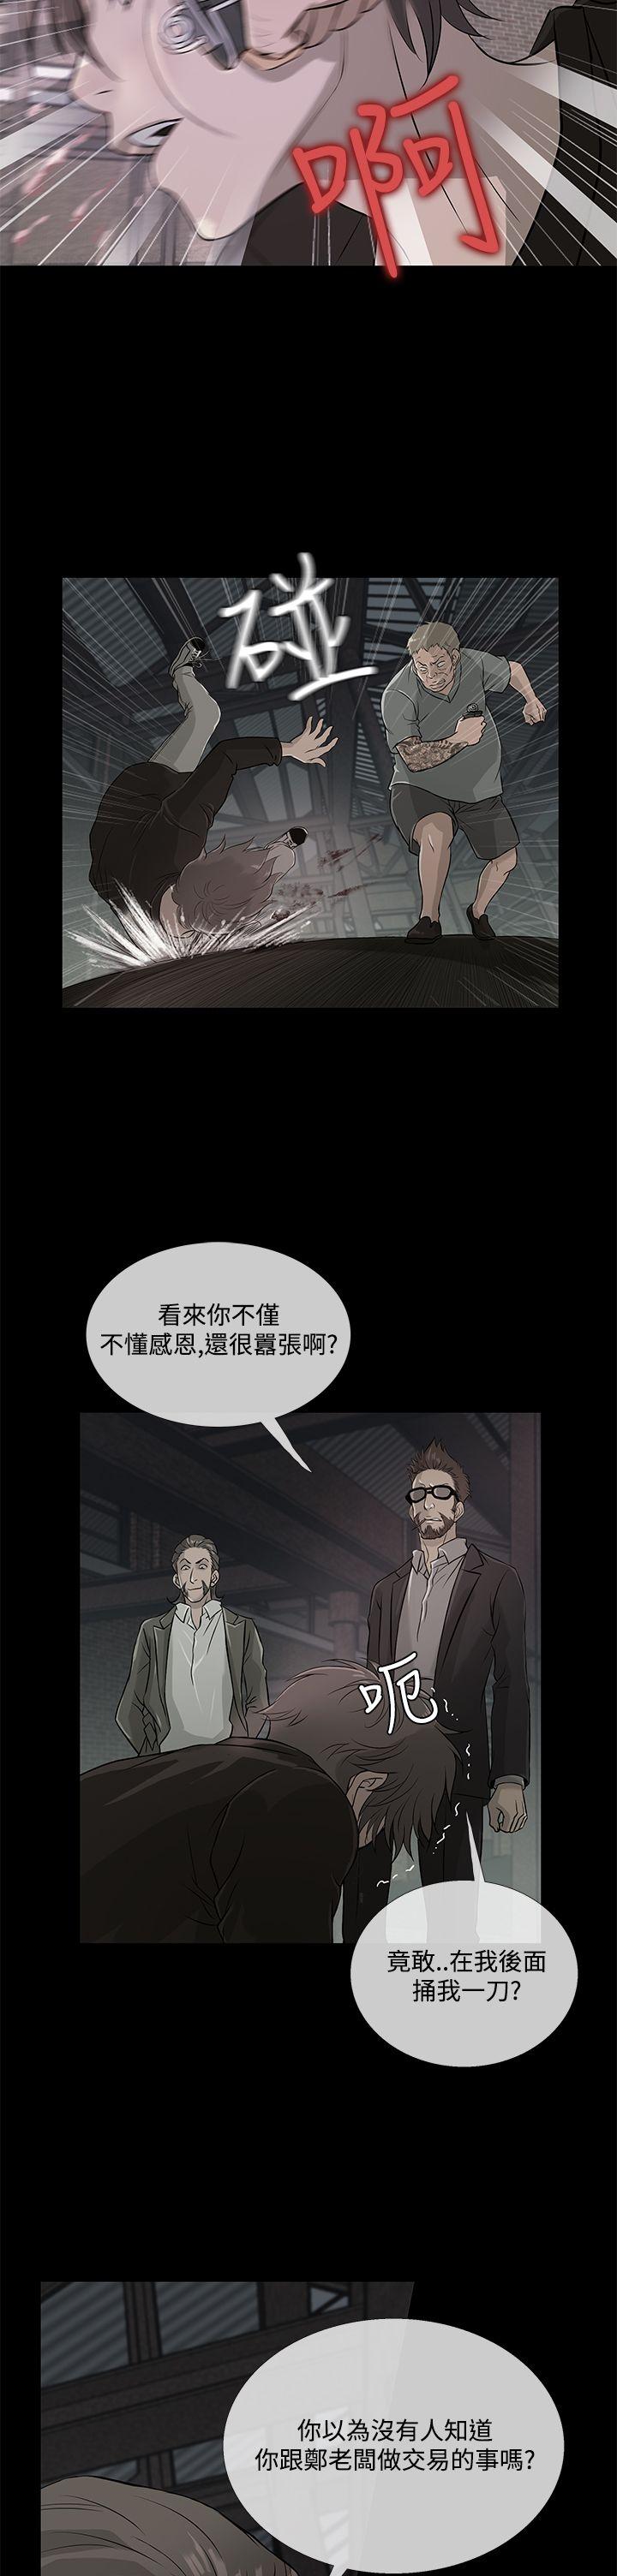 啊
碰
看來你不僅
不懂感恩,還很囂張啊?
呃
竟敢..在我後面
捅我一刀?
你以為沒有人知道
你跟鄭老闆做交易的事嗎?